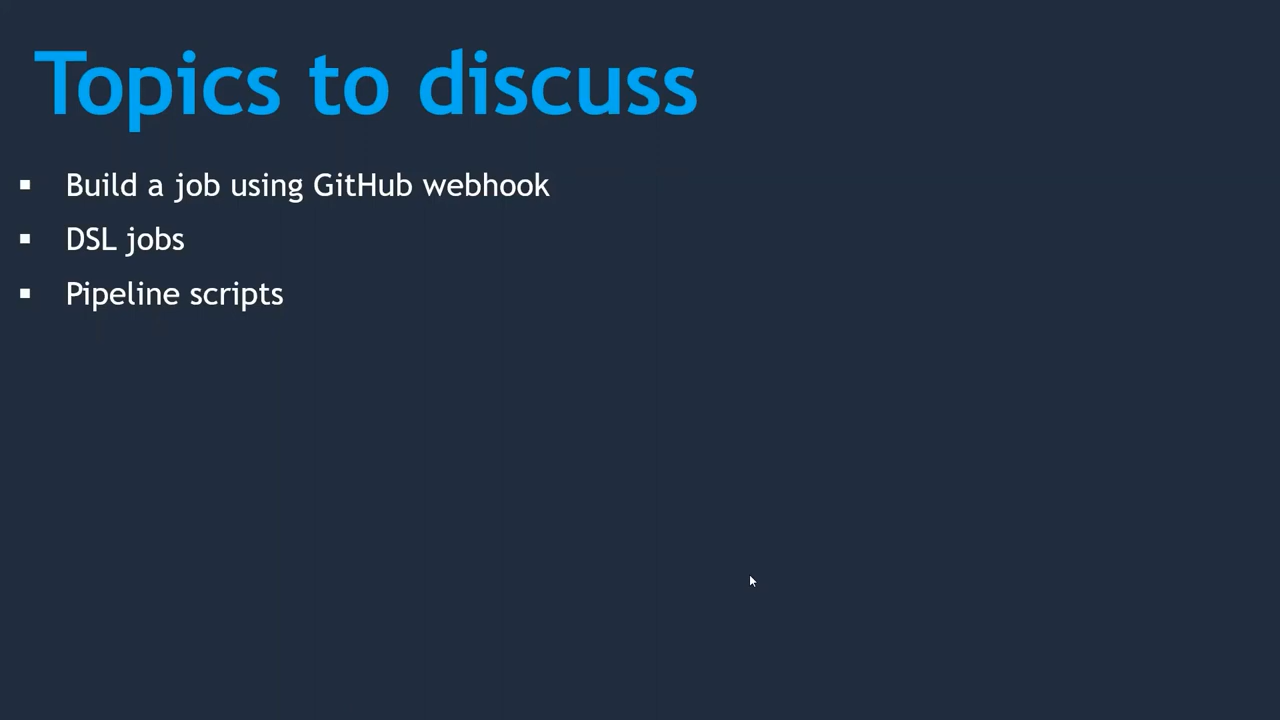 Topics to discuss
▪ Build a job using GitHub webhook
▪ DSL jobs
▪ Pipeline scripts